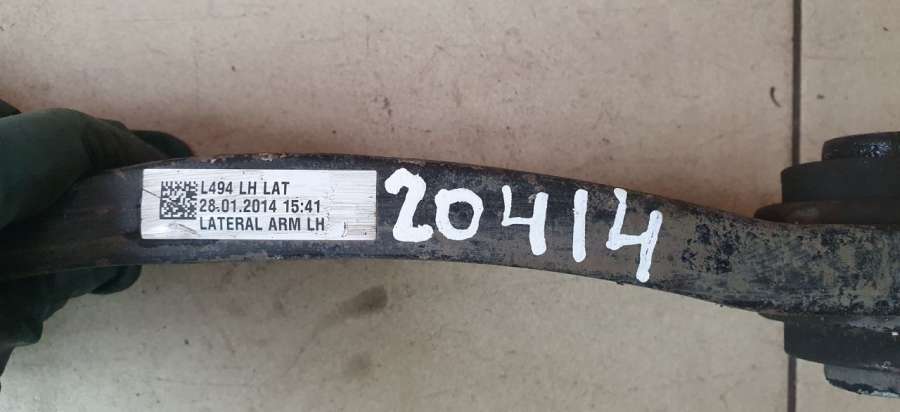 L494 LH LAT
28.01.2014 15:41
LATERAL ARM LH
20414